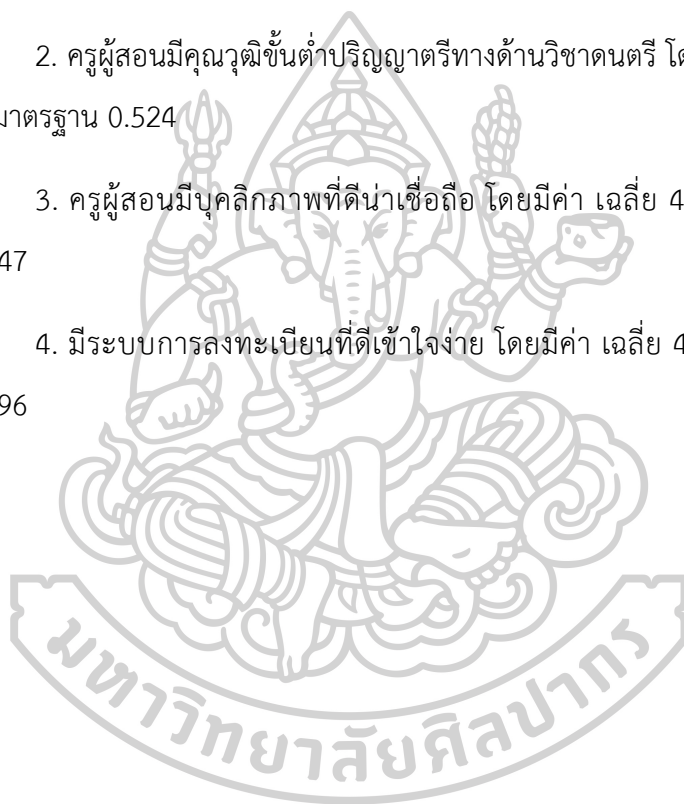 2. ครูผู้สอนมีคุณวุฒิขั้นต่ำปริญญาตรีทางด้านวิชาดนตรี
มาตรฐาน 0.524
3. ครูผู้สอนมีบุคลิกภาพที่ดีน่าเชื่อถือ โดยมีค่า เฉลี่ย 4
47
4. มีระบบการลงทะเบียนที่ดีเข้าใจง่าย โดยมีค่า เฉลี่ย 4
96
มหาวิทยาลัยศิลปากร